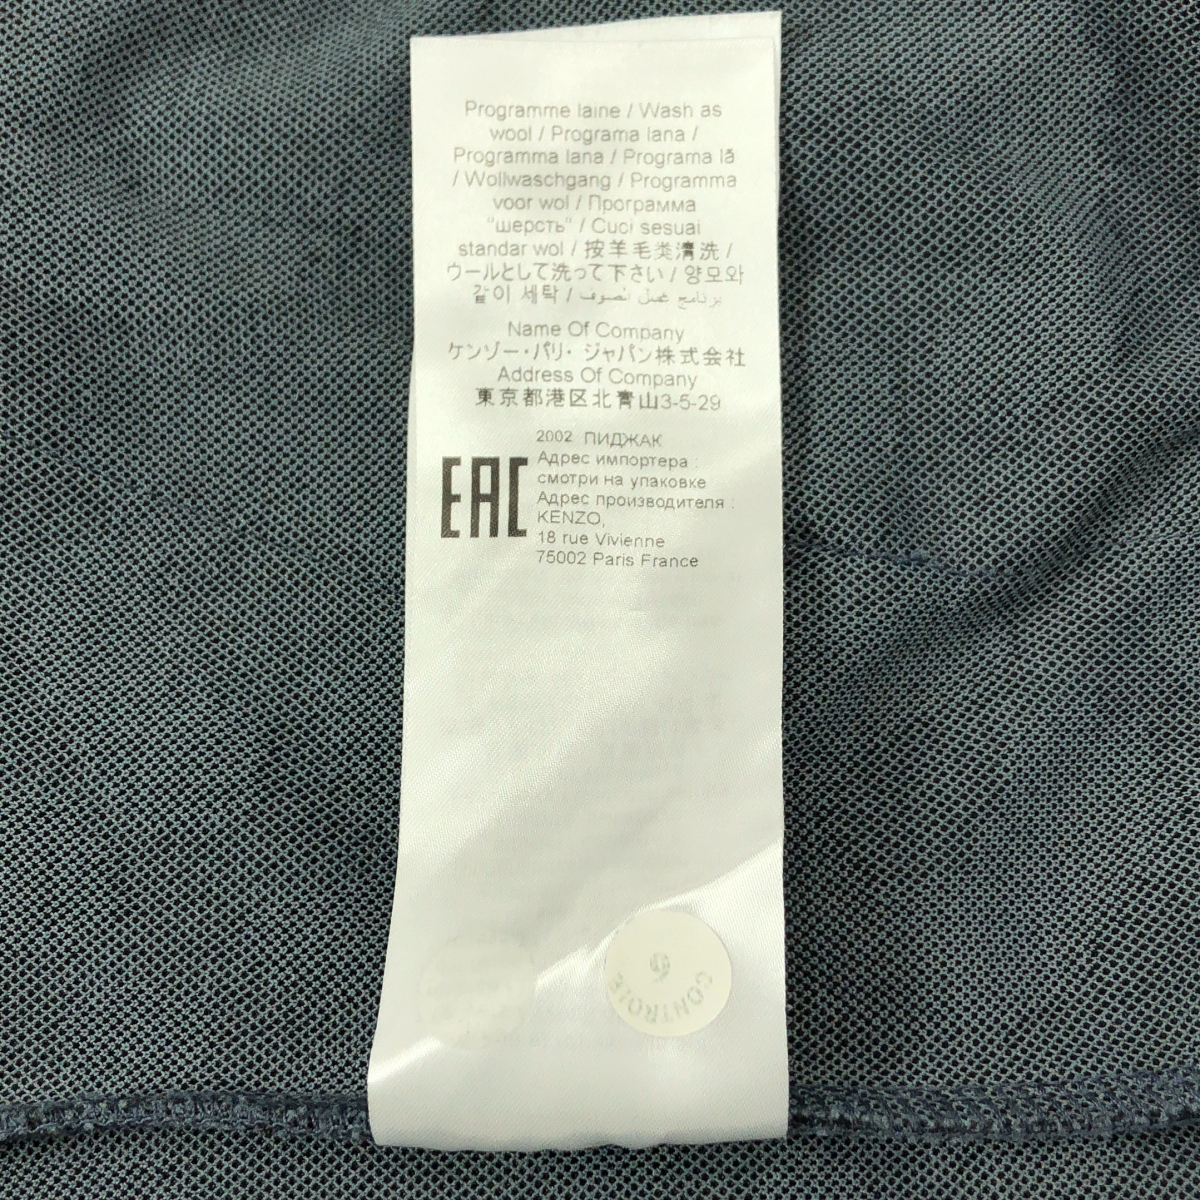 Programme laine / Wash as
wool / Programa lana /
Programma lana / Programa lã
/ Wollwaschgang / Programma
voor wol / Программа
"шерсть" / Cuci sesuai
standar wol / 按羊毛类清洗 /
ウールとして洗って下さい / 양모와
같이 세탁 / برنامج غسل الصوف
Name Of Company
ケンゾー・パリ・ジャパン株式会社
Address Of Company
東京都港区北青山3-5-29
EAC
2002 ПИДЖАК
Адрес импортера :
смотри на упаковке
Адрес производителя :
KENZO,
18 rue Vivienne
75002 Paris France
CONTROLE